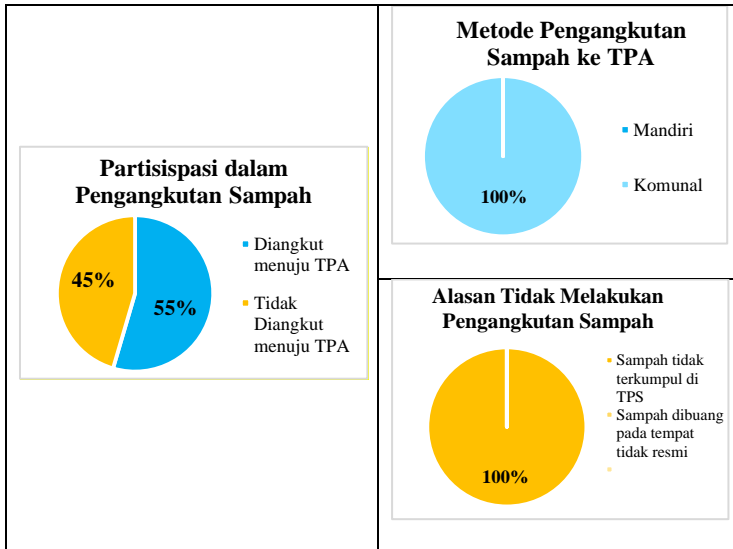 Partisispasi dalam
Pengangkutan Sampah
45%
55%
Diangkut
menuju TPA
Tidak
Diangkut
menuju TPA
Metode Pengangkutan
Sampah ke TPA
100%
Mandiri
Komunal
Alasan Tidak Melakukan
Pengangkutan Sampah
100%
Sampah tidak
terkumpul di
TPS
Sampah dibuang
pada tempat
tidak resmi